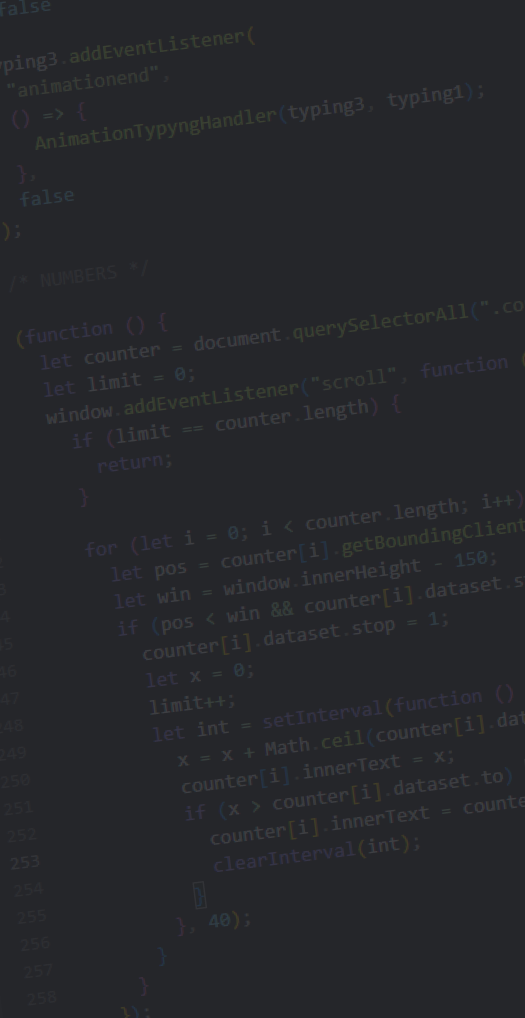 false
yping3.addEventListener(
"animationend",
() => {
AnimationTypyngHandler(typing3, typing1);
},
false
);
/* NUMBERS */
(function () {
let counter = document.querySelectorAll(".co
let limit = 0;
window.addEventListener("scroll", function (
if (limit == counter.length) {
return;
}
for (let i = 0; i < counter.length; i++)
let pos = counter[i].getBoundingClient
let win = window.innerHeight - 150;
if (pos < win && counter[i].dataset.s
45 counter[i].dataset.stop = 1;
46 let x = 0;
247 limit++;
248 let int = setInterval(function ()
249 x = x + Math.ceil(counter[i].dat
250 counter[i].innerText = x;
251 if (x > counter[i].dataset.to)
252 counter[i].innerText = counte
253 clearInterval(int);
254 }
255 }, 40);
256 }
257 }
258 });